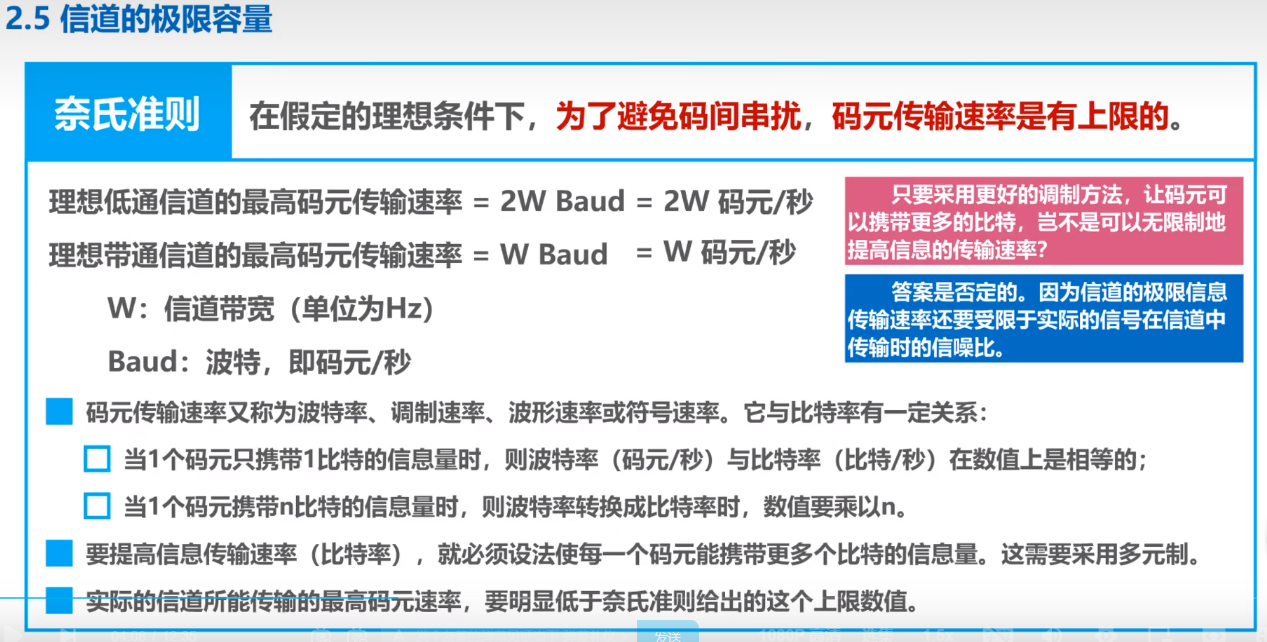 2.5 信道的极限容量
奈氏准则
在假定的理想条件下，为了避免码间串扰，码元传输速率是有上限的。
理想低通信道的最高码元传输速率 = 2W Baud = 2W 码元/秒
理想带通信道的最高码元传输速率 = W Baud = W 码元/秒
W：信道带宽（单位为Hz）
Baud：波特，即码元/秒
只要采用更好的调制方法，让码元可
以携带更多的比特，岂不是可以无限制地
提高信息的传输速率？
答案是否定的。因为信道的极限信息
传输速率还要受限于实际的信号在信道中
传输时的信噪比。
码元传输速率又称为波特率、调制速率、波形速率或符号速率。它与比特率有一定关系：
当1个码元只携带1比特的信息量时，则波特率（码元/秒）与比特率（比特/秒）在数值上是相等的；
当1个码元携带n比特的信息量时，则波特率转换成比特率时，数值要乘以n。
要提高信息传输速率（比特率），就必须设法使每一个码元能携带更多个比特的信息量。这需要采用多元制。
实际的信道所能传输的最高码元速率，要明显低于奈氏准则给出的这个上限数值。
发送
1080P 高清 选集 1.5x